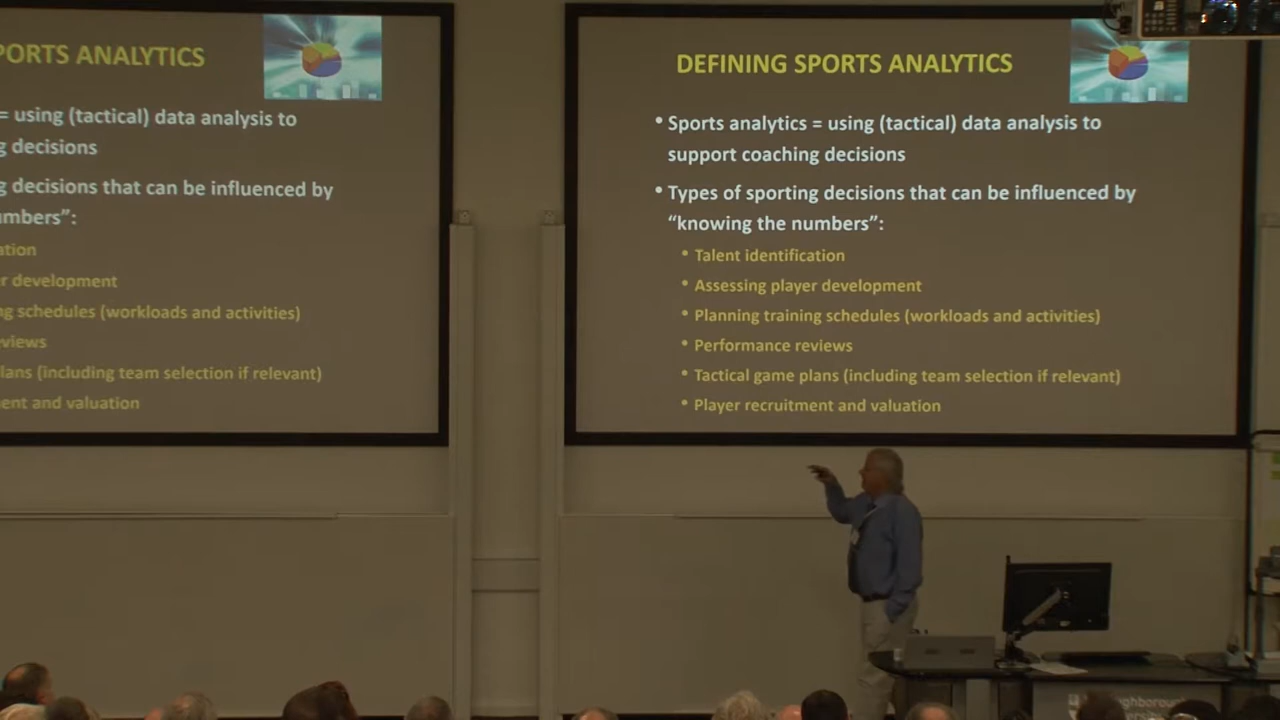 PORTS ANALYTICS
= using (tactical) data analysis to
g decisions
g decisions that can be influenced by
umbers”:
ation
r development
ng schedules (workloads and activities)
views
lans (including team selection if relevant)
ent and valuation
DEFINING SPORTS ANALYTICS
• Sports analytics = using (tactical) data analysis to
support coaching decisions
• Types of sporting decisions that can be influenced by
“knowing the numbers”:
• Talent identification
• Assessing player development
• Planning training schedules (workloads and activities)
• Performance reviews
• Tactical game plans (including team selection if relevant)
• Player recruitment and valuation